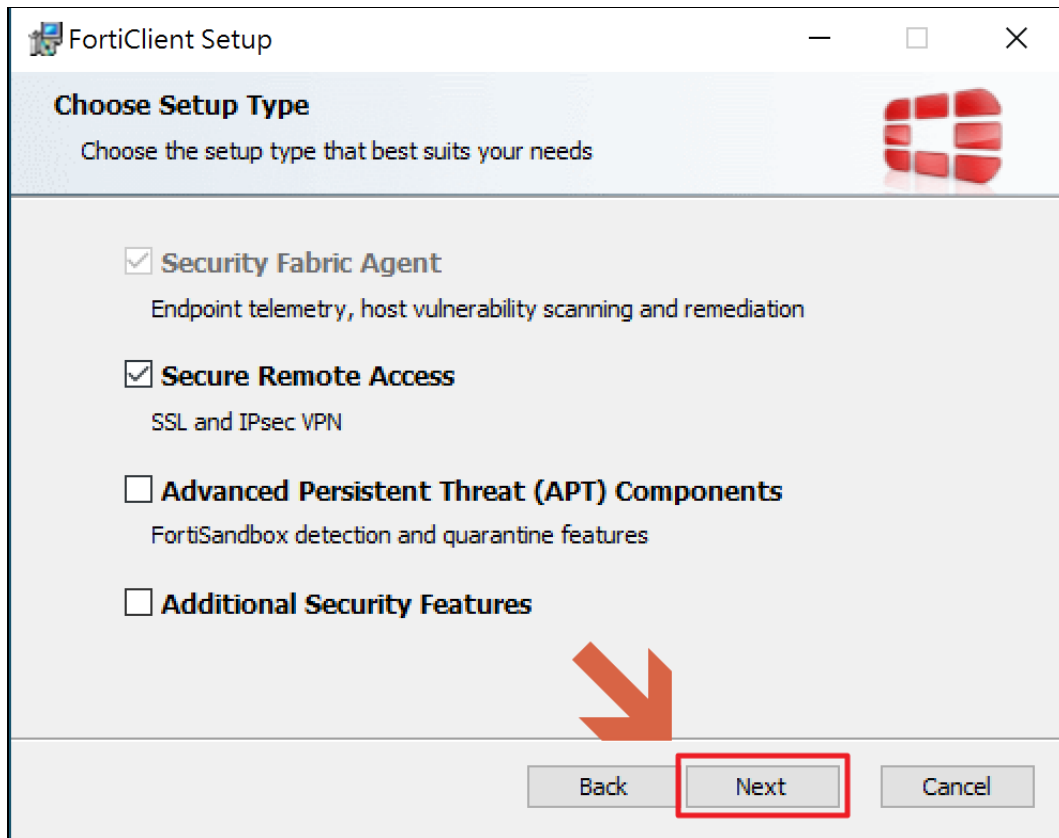 FortiClient Setup
Choose Setup Type
Choose the setup type that best suits your needs
Security Fabric Agent
Endpoint telemetry, host vulnerability scanning and remediation
Secure Remote Access
SSL and IPsec VPN
Advanced Persistent Threat (APT) Components
FortiSandbox detection and quarantine features
Additional Security Features
Back Next Cancel